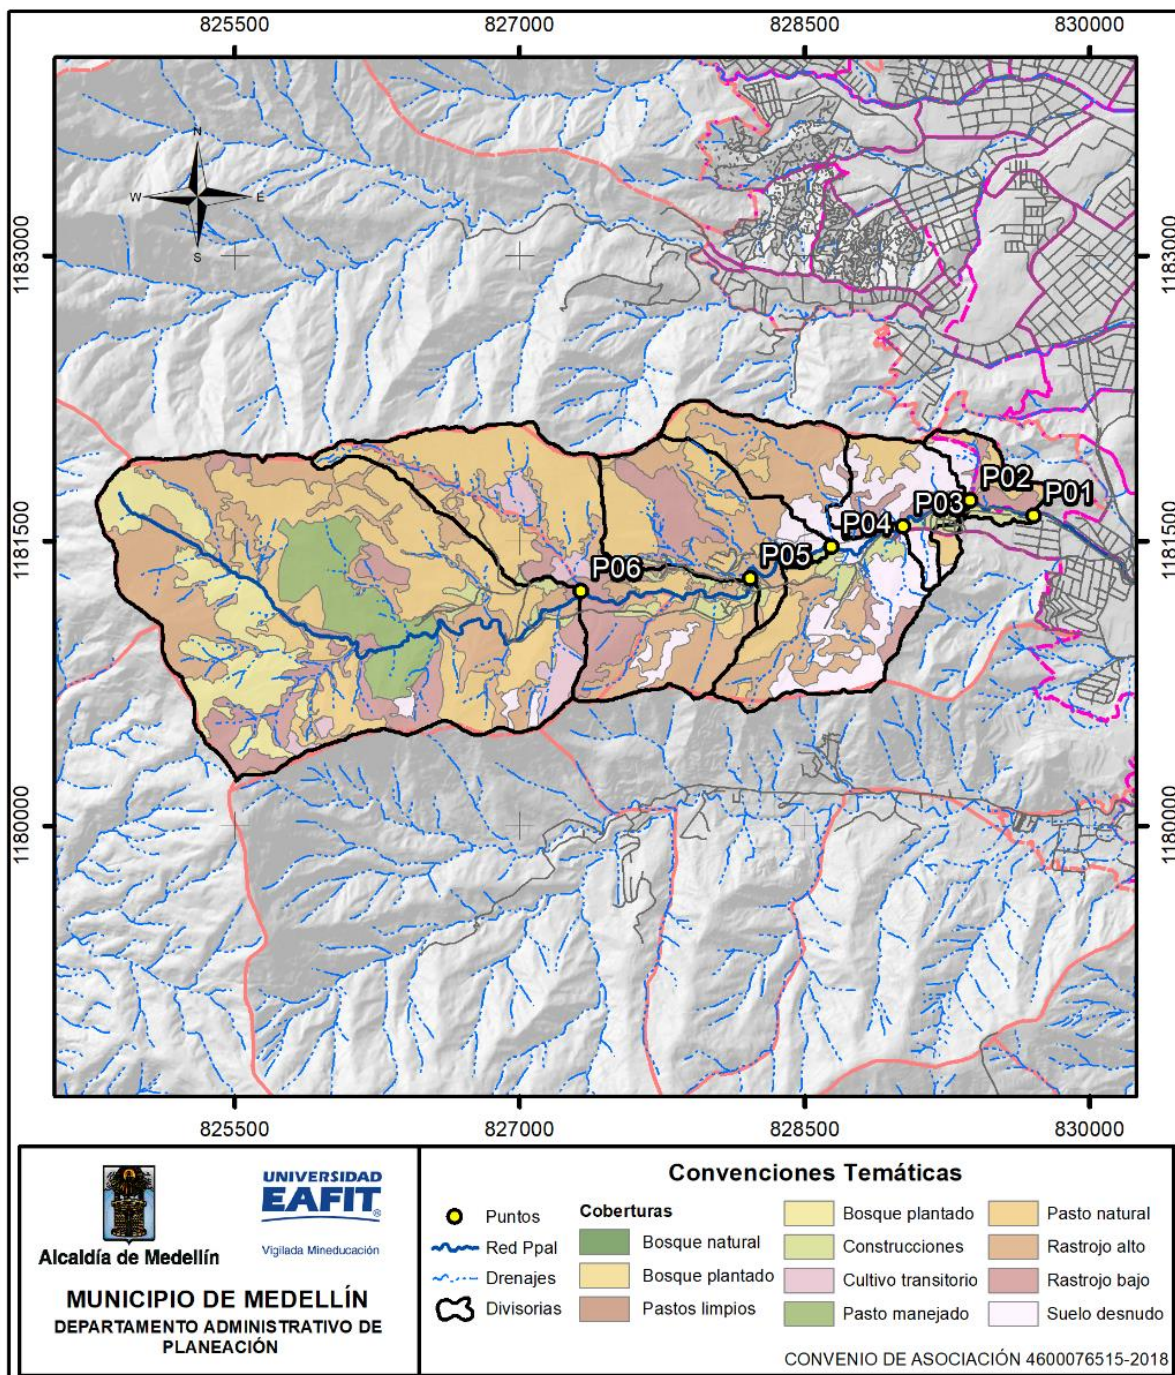 825500 827000 828500 830000
N
W E
S
1183000 1183000
P02
P01
P03
P04
1181500 1181500
P05
P06
1180000 1180000
825500 827000 828500 830000
Alcaldía de Medellín
UNIVERSIDAD
EAFIT
Vigilada Mineducación
MUNICIPIO DE MEDELLÍN
DEPARTAMENTO ADMINISTRATIVO DE
PLANEACIÓN
Convenciones Temáticas
Puntos
Red Ppal
Drenajes
Divisorias
Coberturas
Bosque natural
Bosque plantado
Pastos limpios
Bosque plantado
Construcciones
Cultivo transitorio
Pasto manejado
Pasto natural
Rastrojo alto
Rastrojo bajo
Suelo desnudo
CONVENIO DE ASOCIACIÓN 4600076515-2018